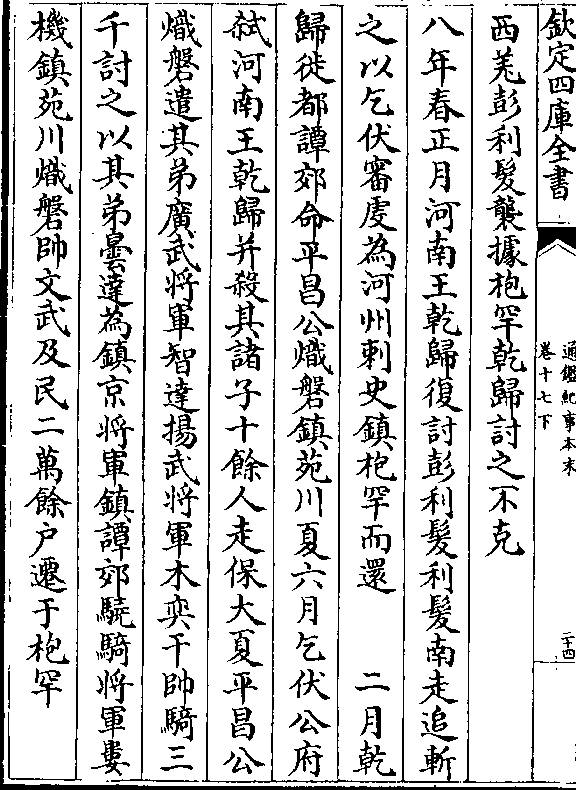 欽定四庫全書
通鑑紀事本末
卷十七下
二十四
西羌彭利髮襲據枹罕乾歸討之不克
八年春正月河南王乾歸復討彭利髮利髮南走追斬
之以乞伏審虔為河州刺史鎮枹罕而還　二月乾
歸徙都譚郊命平昌公熾磐鎮苑川夏六月乞伏公府
弑河南王乾歸并殺其諸子十餘人走保大夏平昌公
熾磐遣其弟廣武將軍智達揚武將軍木奕干帥騎三
千討之以其弟曇達為鎮京將軍鎮譚郊驍騎將軍婁
機鎮苑川熾磐帥文武及民二萬餘户遷于枹罕